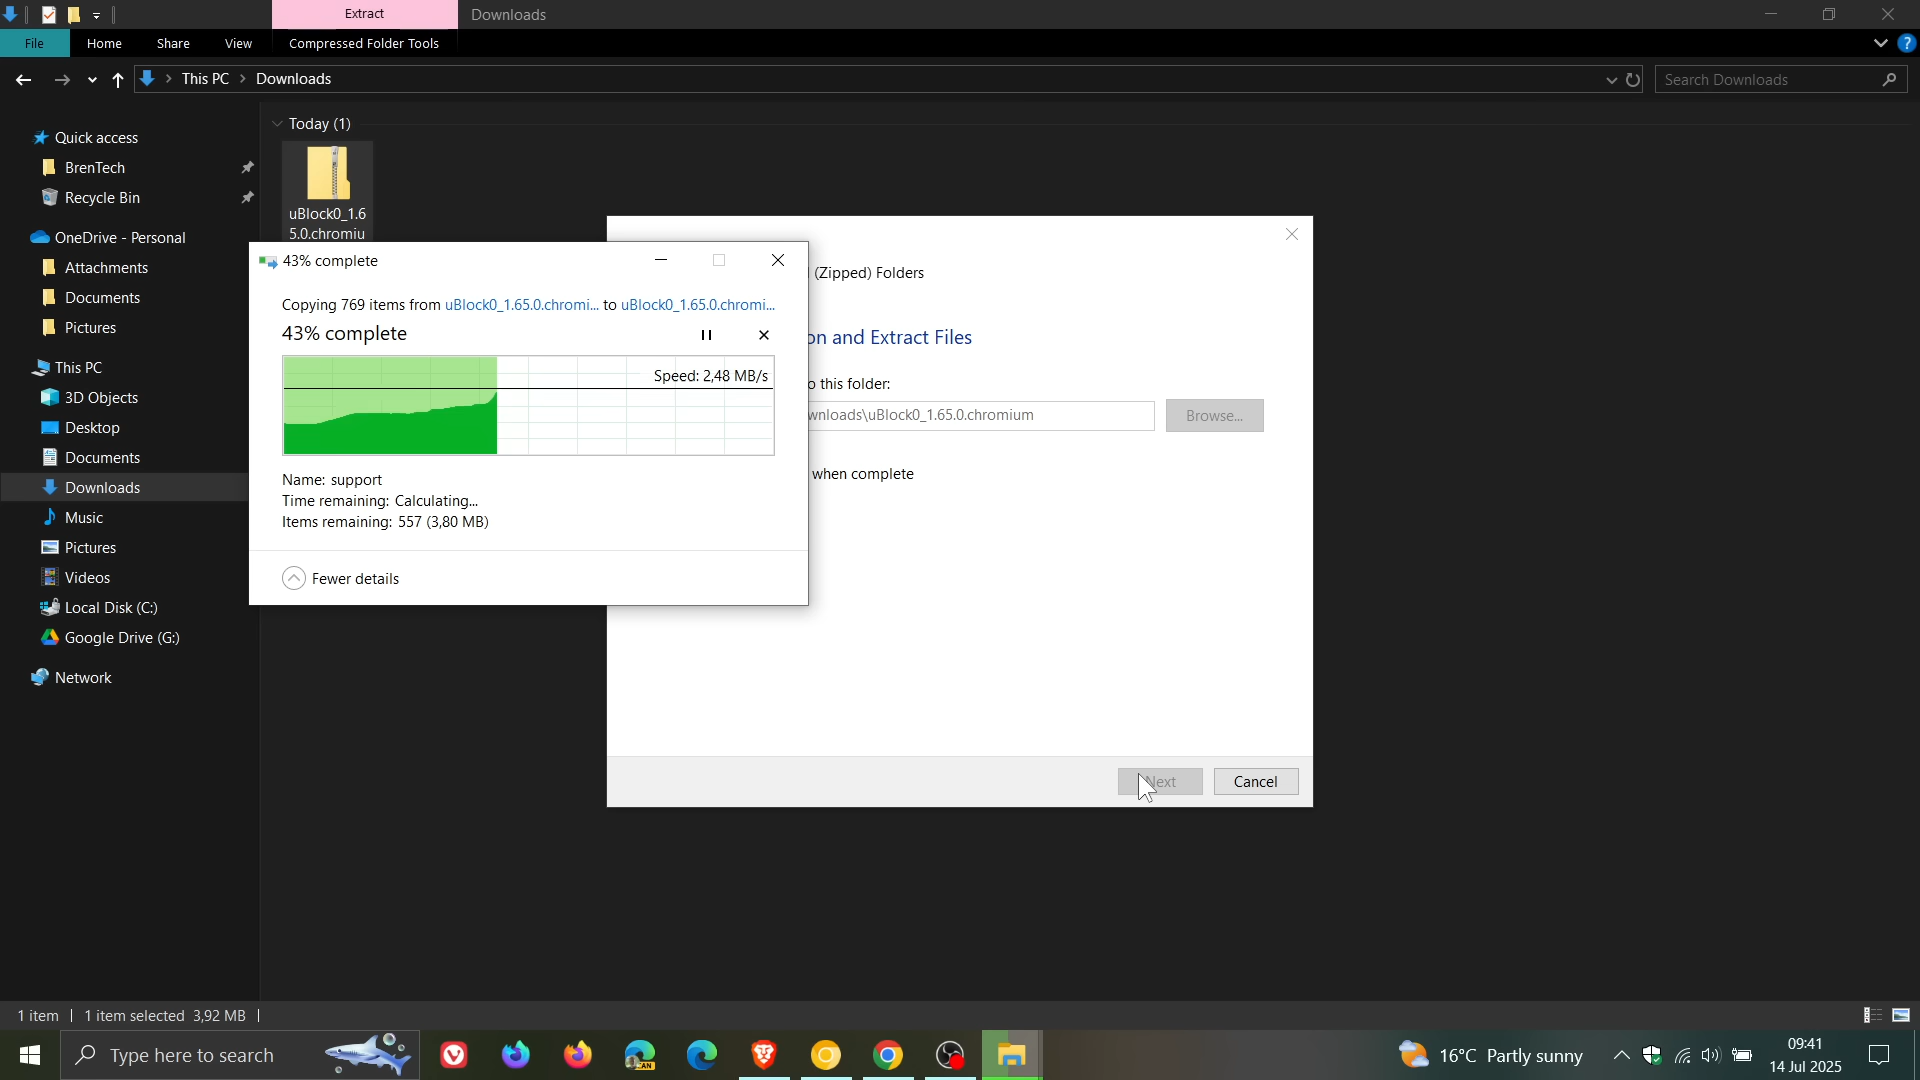 Extract
Downloads
File
Home
Share
View
Compressed Folder Tools
?
This PC
Downloads
Search Downloads
Quick access
BrenTech
Recycle Bin
OneDrive - Personal
Attachments
Documents
Pictures
This PC
3D Objects
Desktop
Documents
Downloads
Music
Pictures
Videos
Local Disk (C:)
Google Drive (G:)
Network
Today (1)
uBlock0_1.6
5.0.chromiu
43% complete
Copying 769 items from uBlock0_1.65.0.chromi... to uBlock0_1.65.0.chromi...
43% complete
Speed: 2,48 MB/s
Name: support
Time remaining: Calculating...
Items remaining: 557 (3,80 MB)
Fewer details
(Zipped) Folders
on and Extract Files
o this folder:
wnloads\uBlock0_1.65.0.chromium
Browse...
when complete
Next
Cancel
1 item
1 item selected 3,92 MB
Type here to search
CAN
16°C Partly sunny
09:41
14 Jul 2025